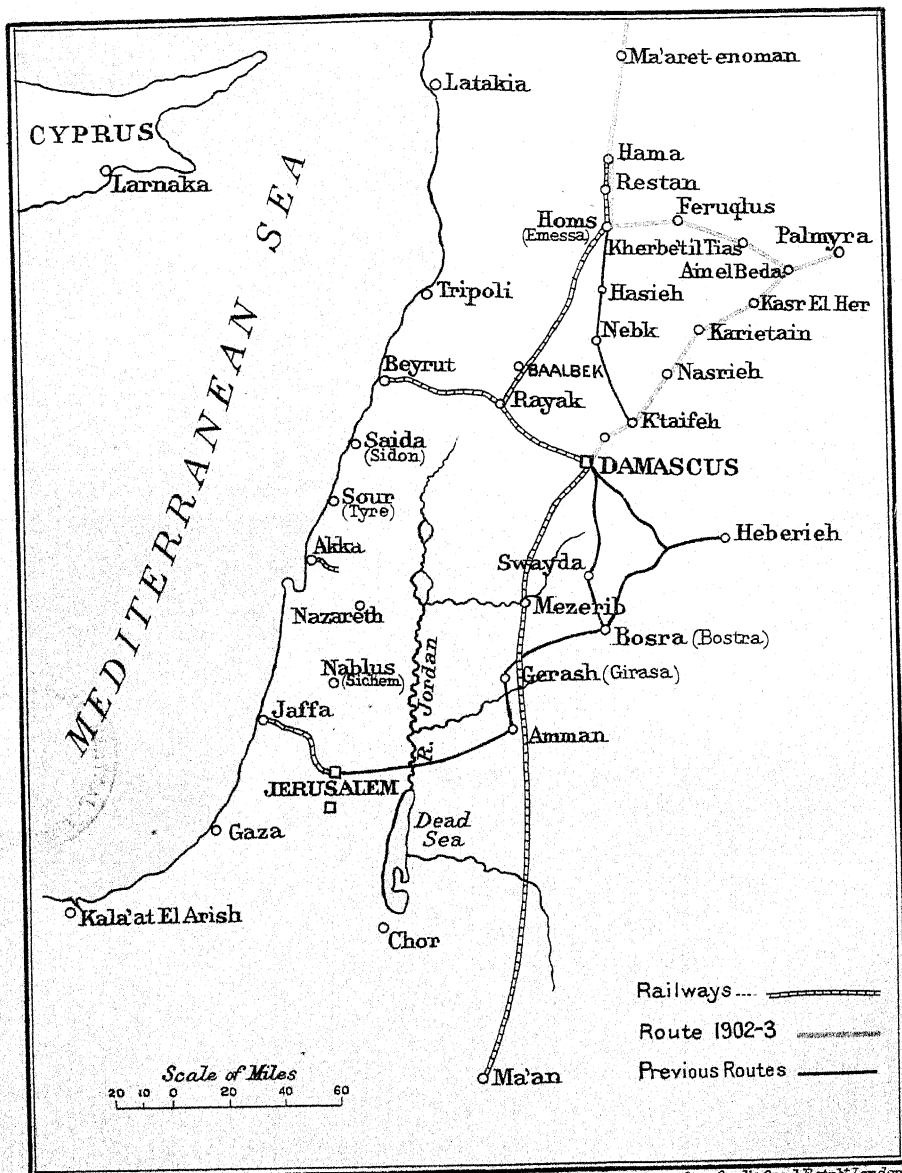 Ma'aret-enoman
Latakia
CYPRUS
Larnaka
MEDITERRANEAN SEA
Hama
Restan
Feruqlus
Homs
(Emessa)
Palmyra
Kherbe'til Tias
Ain el Beda
Tripoli
Hasieh
Kasr El Her
Nebk
Karietain
Beyrut
BAALBEK
Nasrieh
Rayak
K'taifeh
Saida
(Sidon)
DAMASCUS
Sour
(Tyre)
Heberieh
Akka
Swayda
Nazareth
Mezerib
Bosra (Bostra)
Nablus
(Sichem)
R. Jordan
Gerash (Girasa)
Jaffa
Amman
JERUSALEM
Dead
Sea
Gaza
Kala'at El Arish
Chor
Railways
Route 1902-3
Previous Routes
Scale of Miles
20 10 0 20 40 60
Ma'an